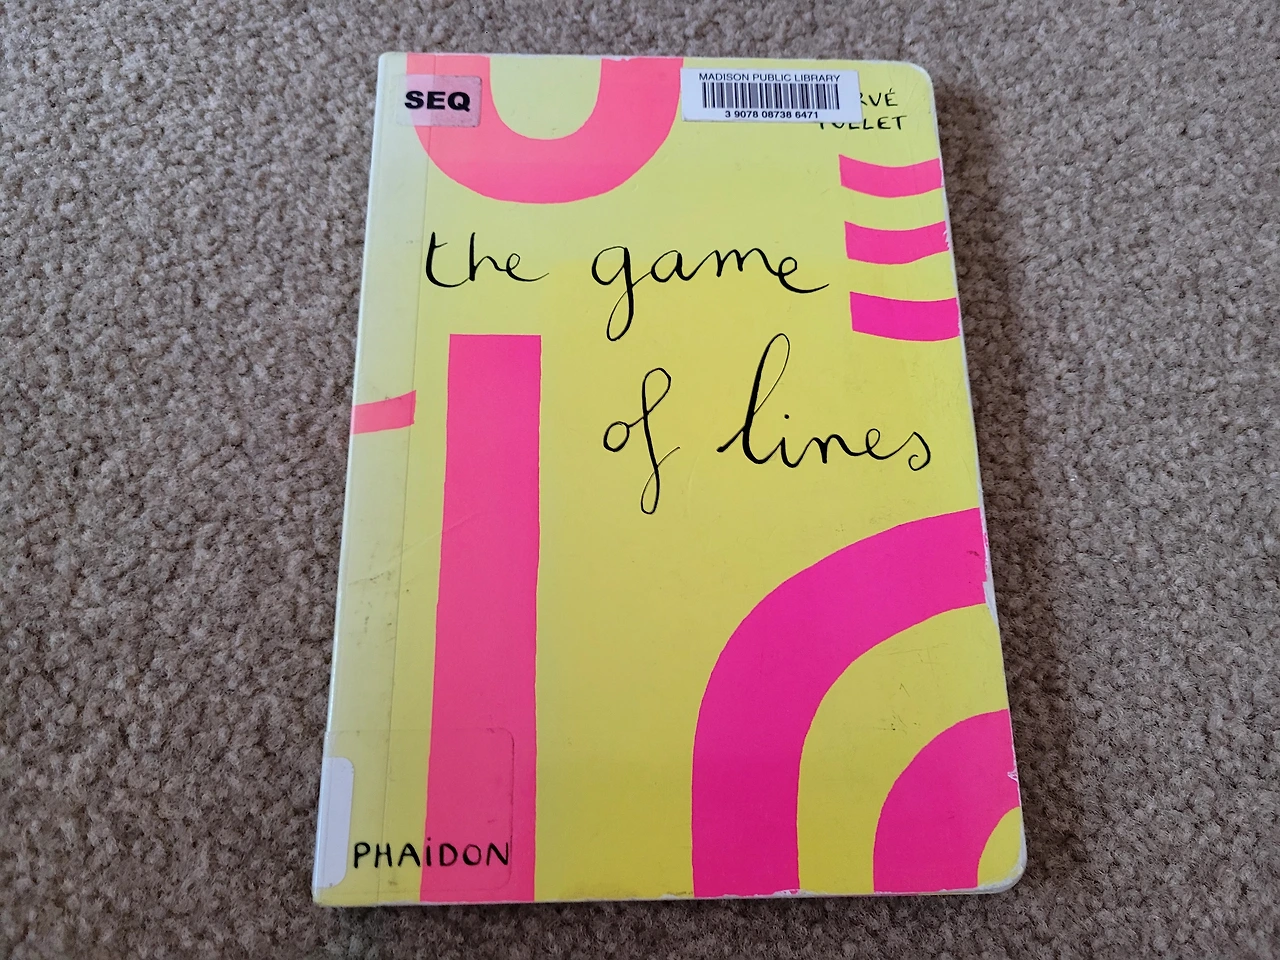 SEQ
MADISON PUBLIC LIBRARY
3 9078 08738 6471
the game
of lines
PHAiDON